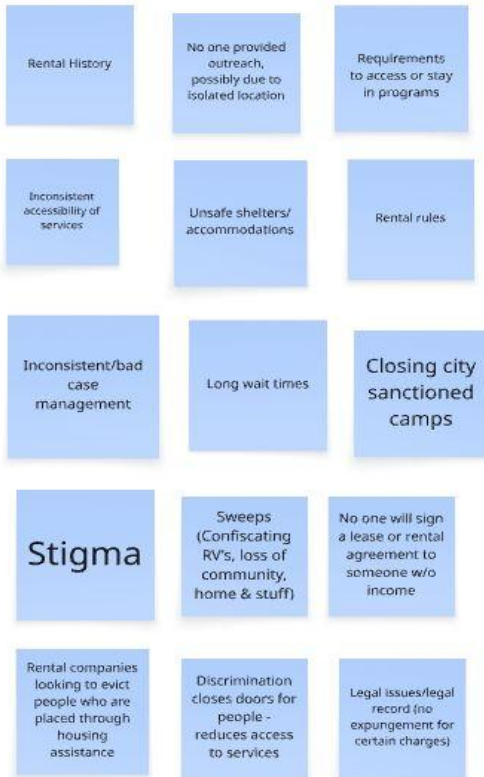 Rental History
No one provided
outreach,
possibly due to
isolated location
Requirements
to access or stay
in programs
Inconsistent
accessibility of
services
Unsafe shelters/
accommodations
Rental rules
Inconsistent/bad
case
management
Long wait times
Closing city
sanctioned
camps
Stigma
Sweeps
(Confiscating
RV's, loss of
community,
home & stuff)
No one will sign
a lease or rental
agreement to
someone w/o
income
Rental companies
looking to evict
people who are
placed through
housing
assistance
Discrimination
closes doors for
people -
reduces access
to services
Legal issues/legal
record (no
expungement for
certain charges)